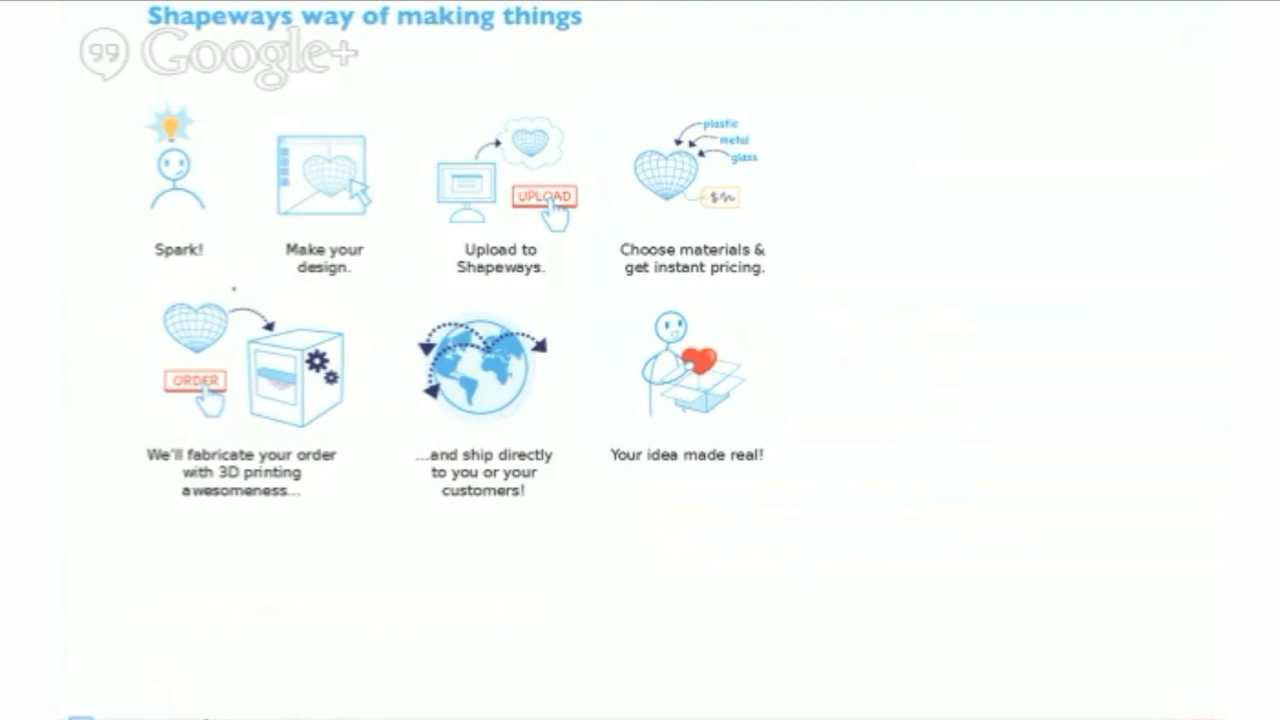 Shapeways way of making things
Google+
plastic
metal
glass
UPLOAD
Spark!
Make your
design.
Upload to
Shapeways.
Choose materials &
get instant pricing.
ORDER
We'll fabricate your order
with 3D printing
awesomeness...
...and ship directly
to you or your
customers!
Your idea made real!